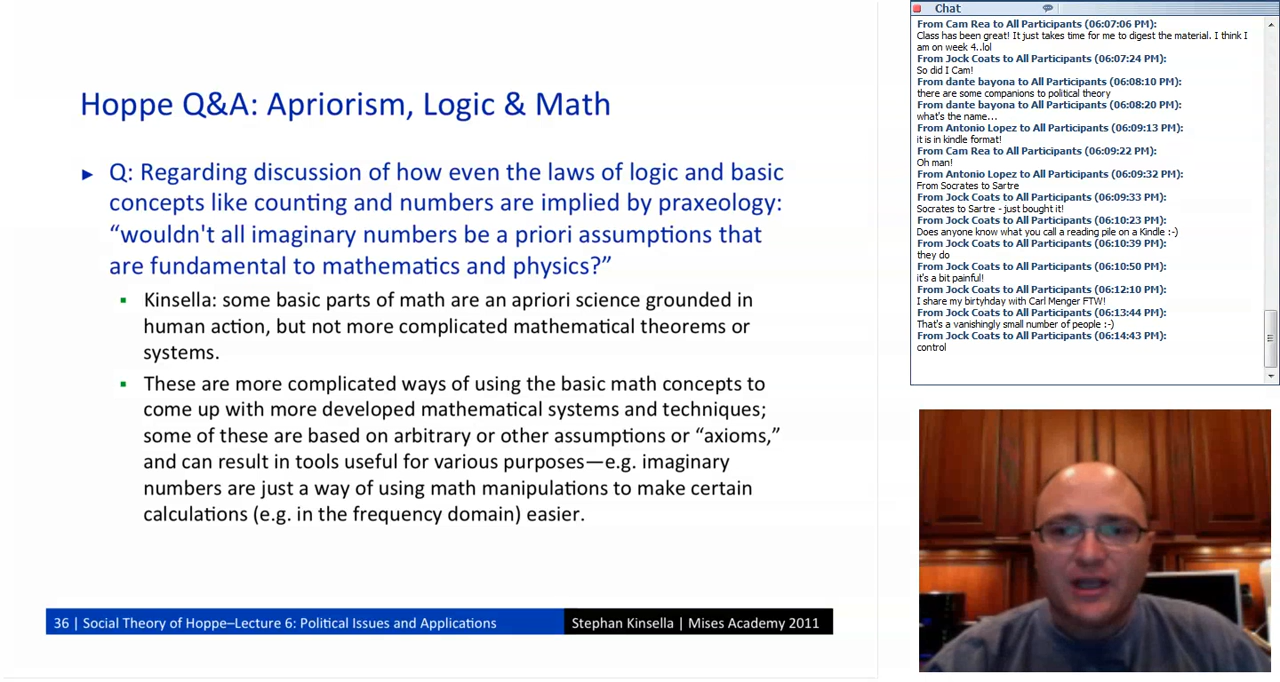 Hoppe Q&A: Apriorism, Logic & Math
► Q: Regarding discussion of how even the laws of logic and basic
concepts like counting and numbers are implied by praxeology:
“wouldn't all imaginary numbers be a priori assumptions that
are fundamental to mathematics and physics?”
▪ Kinsella: some basic parts of math are an apriori science grounded in
human action, but not more complicated mathematical theorems or
systems.
▪ These are more complicated ways of using the basic math concepts to
come up with more developed mathematical systems and techniques;
some of these are based on arbitrary or other assumptions or “axioms,”
and can result in tools useful for various purposes—e.g. imaginary
numbers are just a way of using math manipulations to make certain
calculations (e.g. in the frequency domain) easier.
36 | Social Theory of Hoppe–Lecture 6: Political Issues and Applications
Stephan Kinsella | Mises Academy 2011
Chat
From Cam Rea to All Participants (06:07:06 PM):
Class has been great! It just takes time for me to digest the material. I think I
am on week 4..lol
From Jock Coats to All Participants (06:07:24 PM):
So did I Cam!
From dante bayona to All Participants (06:08:10 PM):
there are some companions to political theory
From dante bayona to All Participants (06:08:20 PM):
what's the name...
From Antonio Lopez to All Participants (06:09:13 PM):
it is in kindle format!
From Cam Rea to All Participants (06:09:22 PM):
Oh man!
From Antonio Lopez to All Participants (06:09:32 PM):
From Socrates to Sartre
From Jock Coats to All Participants (06:09:33 PM):
Socrates to Sartre - just bought it!
From Jock Coats to All Participants (06:10:23 PM):
Does anyone know what you call a reading pile on a Kindle :-)
From Jock Coats to All Participants (06:10:39 PM):
they do
From Jock Coats to All Participants (06:10:50 PM):
it's a bit painful!
From Jock Coats to All Participants (06:12:10 PM):
I share my birtyhday with Carl Menger FTW!
From Jock Coats to All Participants (06:13:44 PM):
That's a vanishingly small number of people :-)
From Jock Coats to All Participants (06:14:43 PM):
control